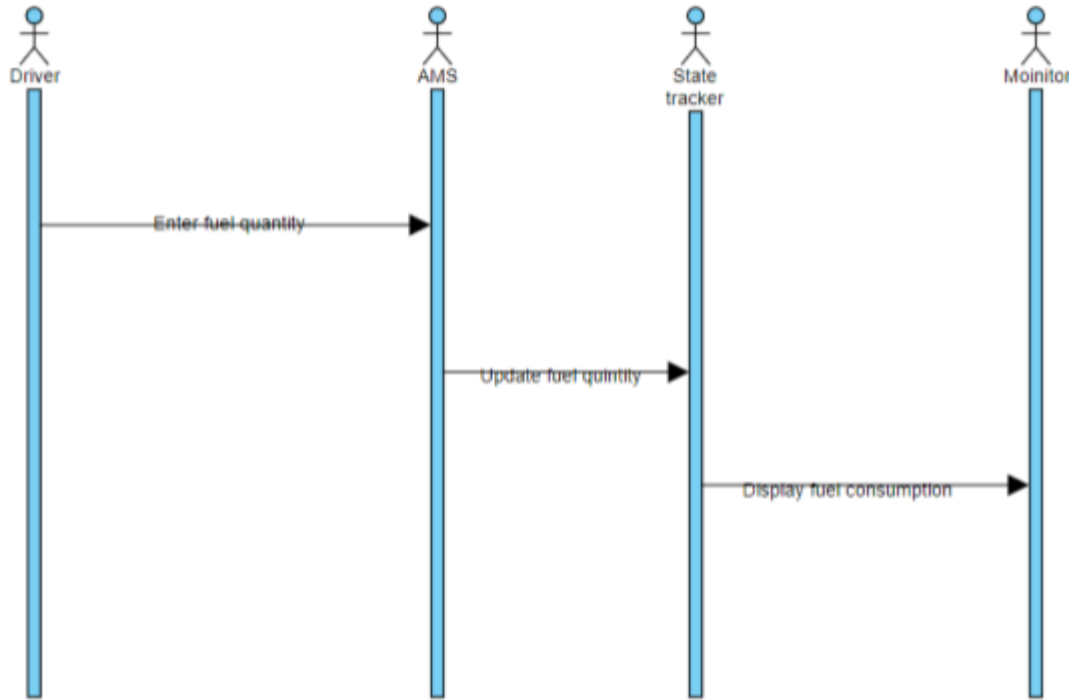 Driver
AMS
State
tracker
Moinitor
Enter fuel quantity
Update fuel quintity
Display fuel consumption